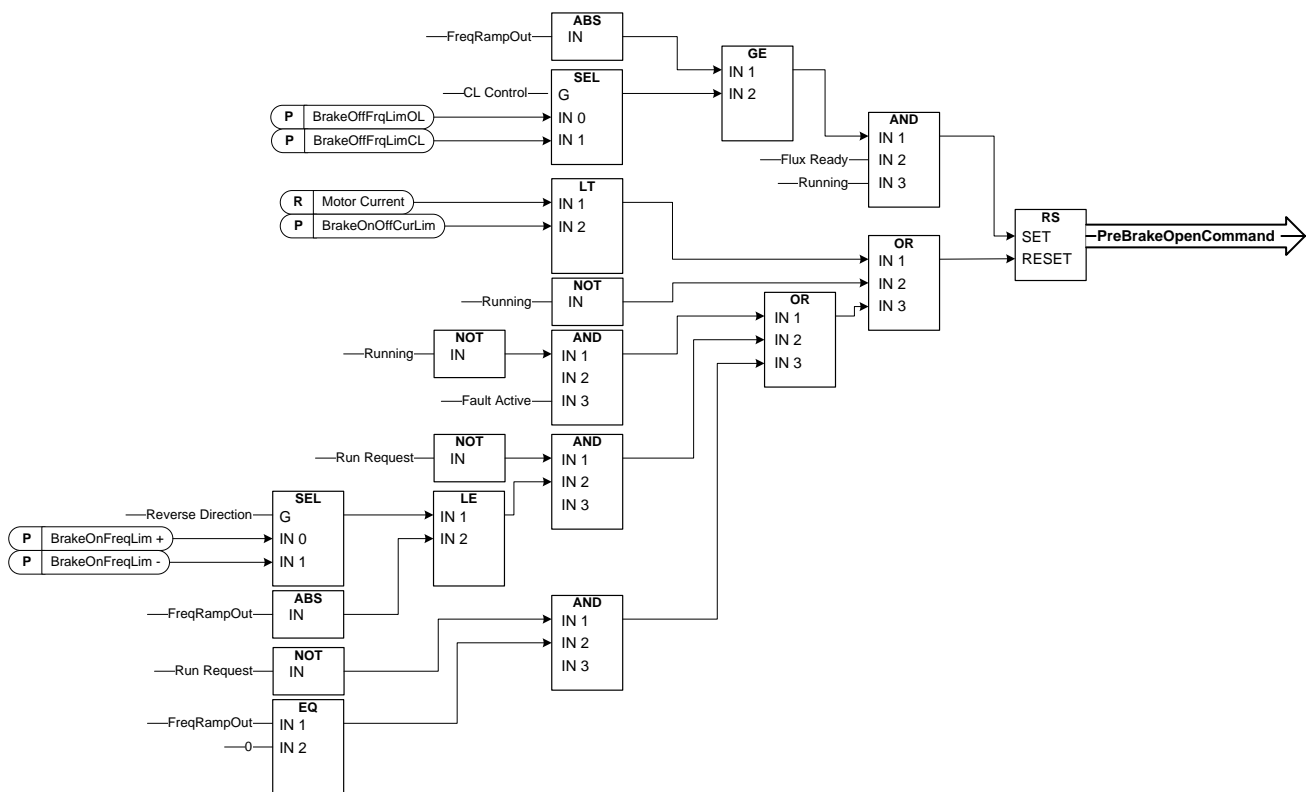 ABS
FreqRampOut
IN
GE
IN 1
IN 2
SEL
CL Control
G
P BrakeOffFrqLimOL
IN 0
P BrakeOffFrqLimCL
IN 1
AND
IN 1
Flux Ready
IN 2
Running
IN 3
LT
R Motor Current
IN 1
P BrakeOnOffCurLim
IN 2
RS
SET
RESET
PreBrakeOpenCommand
OR
IN 1
IN 2
IN 3
NOT
Running
IN
OR
IN 1
IN 2
IN 3
NOT
Running
IN
AND
IN 1
IN 2
Fault Active
IN 3
NOT
Run Request
IN
AND
IN 1
IN 2
IN 3
SEL
Reverse Direction
G
P BrakeOnFreqLim +
IN 0
P BrakeOnFreqLim -
IN 1
LE
IN 1
IN 2
ABS
FreqRampOut
IN
AND
IN 1
IN 2
IN 3
NOT
Run Request
IN
EQ
FreqRampOut
IN 1
0
IN 2